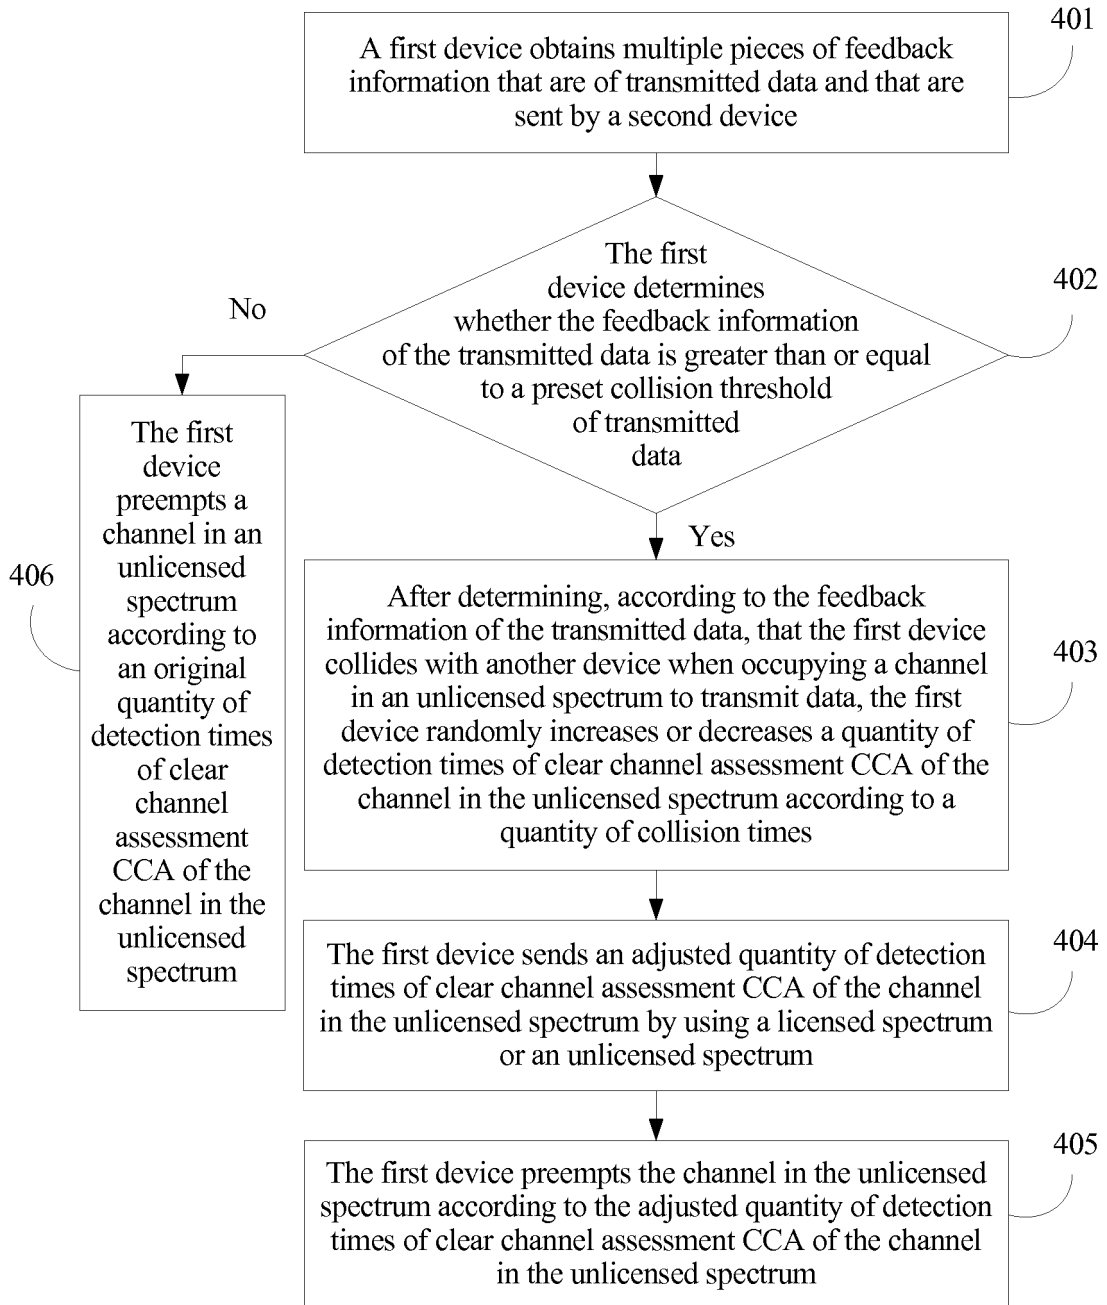 401
A first device obtains multiple pieces of feedback
information that are of transmitted data and that are
sent by a second device
402
The first
device determines
whether the feedback information
of the transmitted data is greater than or equal
to a preset collision threshold
of transmitted
data
No
Yes
406
The first
device
preempts a
channel in an
unlicensed
spectrum
according to
an original
quantity of
detection times
of clear
channel
assessment
CCA of the
channel in the
unlicensed
spectrum
403
After determining, according to the feedback
information of the transmitted data, that the first device
collides with another device when occupying a channel
in an unlicensed spectrum to transmit data, the first
device randomly increases or decreases a quantity of
detection times of clear channel assessment CCA of the
channel in the unlicensed spectrum according to a
quantity of collision times
404
The first device sends an adjusted quantity of detection
times of clear channel assessment CCA of the channel
in the unlicensed spectrum by using a licensed spectrum
or an unlicensed spectrum
405
The first device preempts the channel in the unlicensed
spectrum according to the adjusted quantity of detection
times of clear channel assessment CCA of the channel
in the unlicensed spectrum